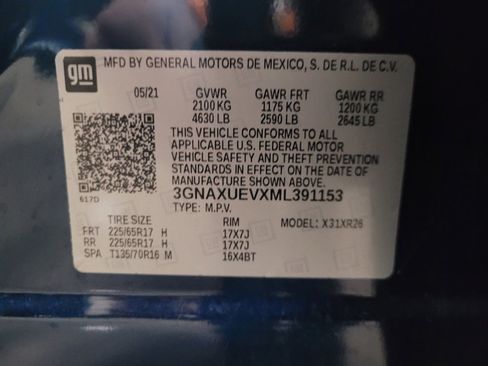 gm
MFD BY GENERAL MOTORS DE MEXICO, S. DE R.L. DE C.V.
05/21 GVWR GAWR FRT GAWR RR
2100 KG 1175 KG 1200 KG
4630 LB 2590 LB 2645 LB
THIS VEHICLE CONFORMS TO ALL
APPLICABLE U.S. FEDERAL MOTOR
VEHICLE SAFETY AND THEFT PREVENTION
STANDARDS IN EFFECT ON THE DATE OF
MANUFACTURE SHOWN ABOVE.
617D
3GNAXUEVXML391153
TYPE: M.P.V. MODEL: X31XR26
TIRE SIZE RIM
FRT 225/65R17 H 17X7J
RR 225/65R17 H 17X7J
SPA T135/70R16 M 16X4BT